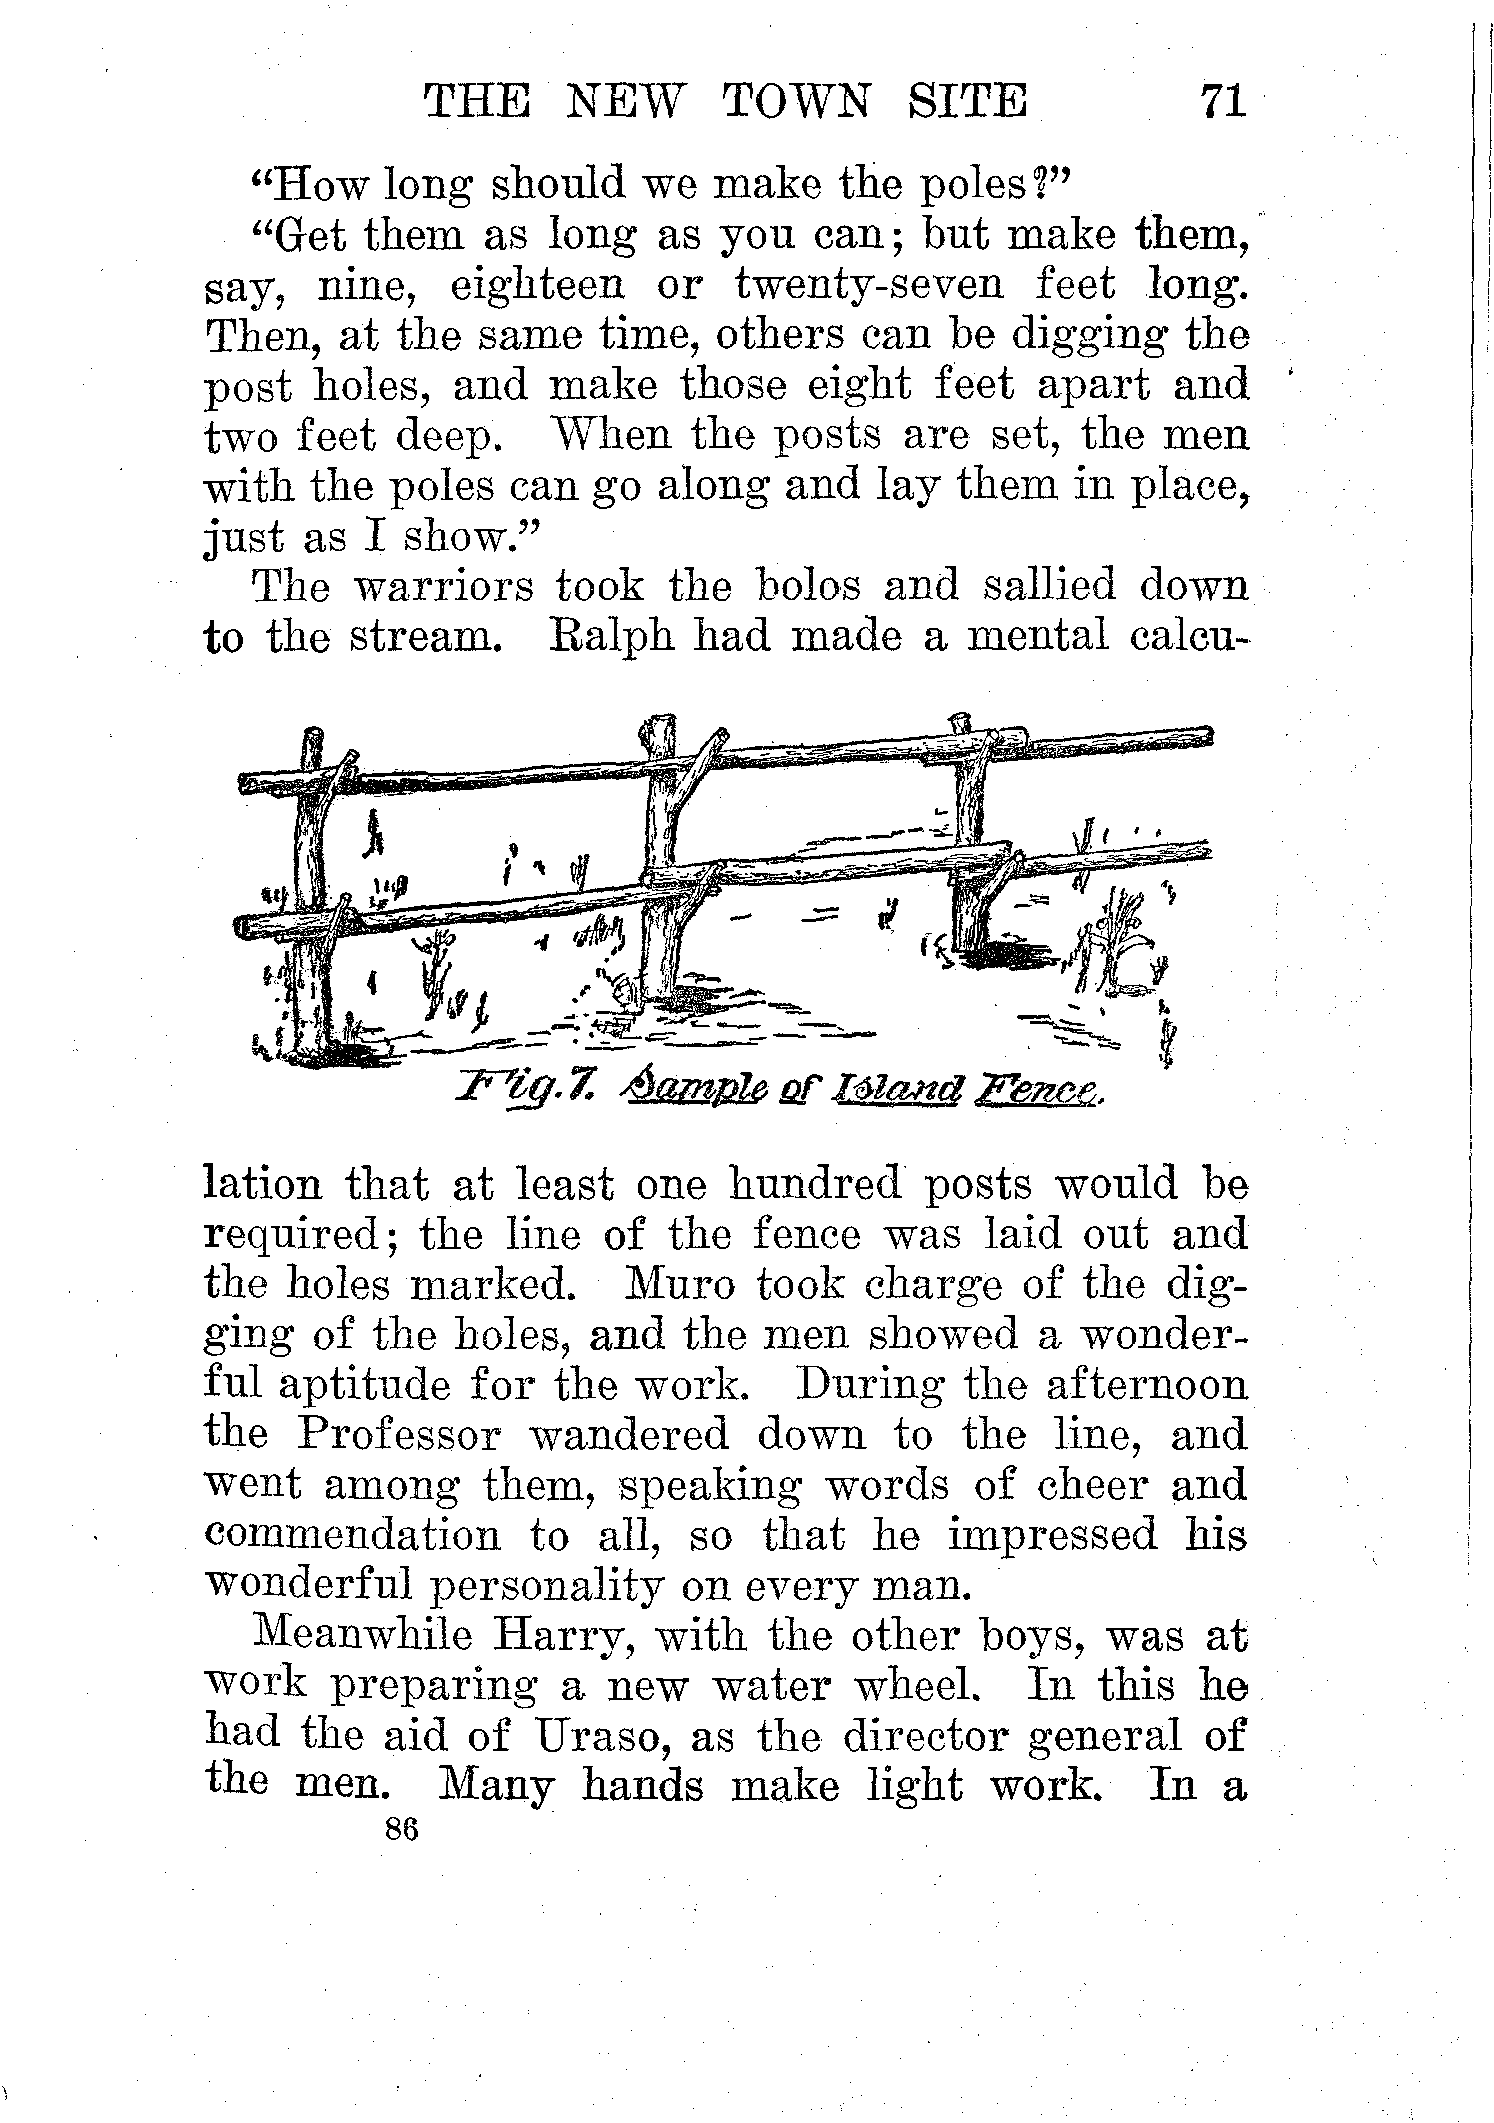 THE NEW TOWN SITE 71
“How long should we make the poles?”
“Get them as long as you can; but make them,
say, nine, eighteen or twenty-seven feet long.
Then, at the same time, others can be digging the
post holes, and make those eight feet apart and
two feet deep. When the posts are set, the men
with the poles can go along and lay them in place,
just as I show.”
The warriors took the bolos and sallied down
to the stream. Ralph had made a mental calcu-
Fig. 7. Sample of Island Fence.
lation that at least one hundred posts would be
required; the line of the fence was laid out and
the holes marked. Muro took charge of the dig-
ging of the holes, and the men showed a wonder-
ful aptitude for the work. During the afternoon
the Professor wandered down to the line, and
went among them, speaking words of cheer and
commendation to all, so that he impressed his
wonderful personality on every man.
Meanwhile Harry, with the other boys, was at
work preparing a new water wheel. In this he
had the aid of Uraso, as the director general of
the men. Many hands make light work. In a
86